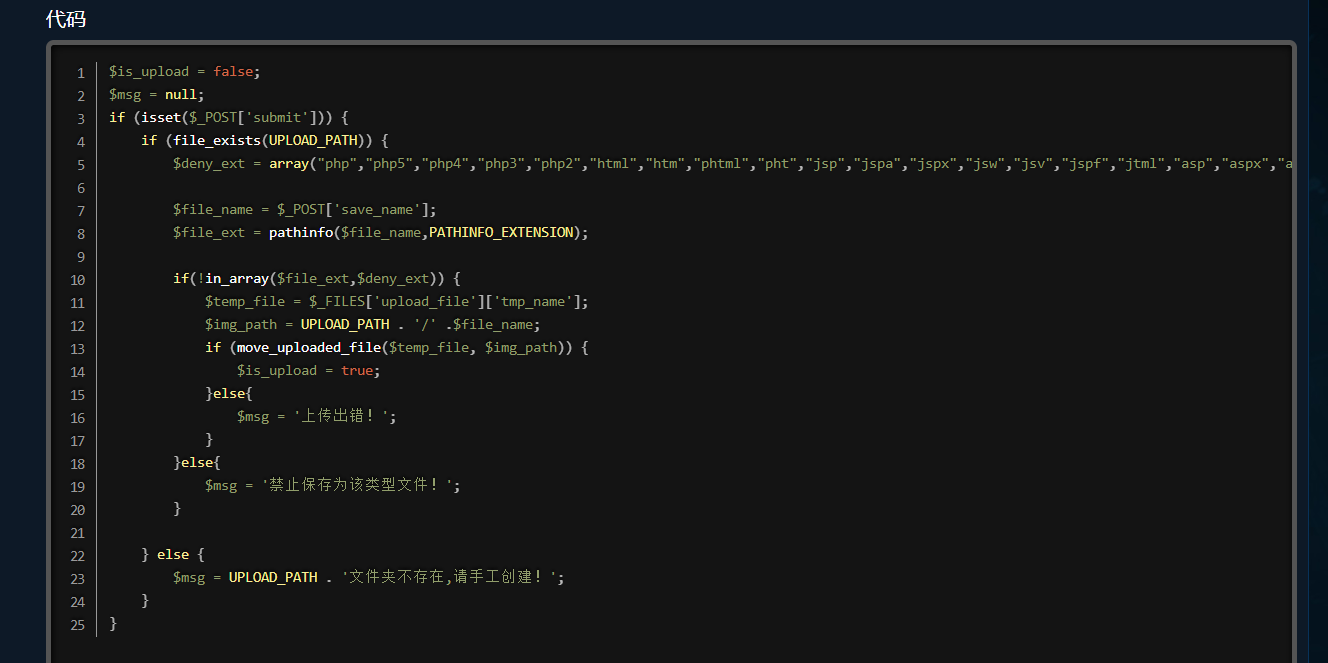 代码
1 $is_upload = false;
2 $msg = null;
3 if (isset($_POST['submit'])) {
4     if (file_exists(UPLOAD_PATH)) {
5         $deny_ext = array("php","php5","php4","php3","php2","html","htm","phtml","pht","jsp","jspa","jspx","jsw","jsv","jspf","jtml","asp","aspx","a
6
7         $file_name = $_POST['save_name'];
8         $file_ext = pathinfo($file_name,PATHINFO_EXTENSION);
9
10         if(!in_array($file_ext,$deny_ext)) {
11             $temp_file = $_FILES['upload_file']['tmp_name'];
12             $img_path = UPLOAD_PATH . '/' .$file_name;
13             if (move_uploaded_file($temp_file, $img_path)) {
14                 $is_upload = true;
15             }else{
16                 $msg = '上传出错！';
17             }
18         }else{
19             $msg = '禁止保存为该类型文件！';
20         }
21
22     } else {
23         $msg = UPLOAD_PATH . '文件夹不存在,请手工创建！';
24     }
25 }